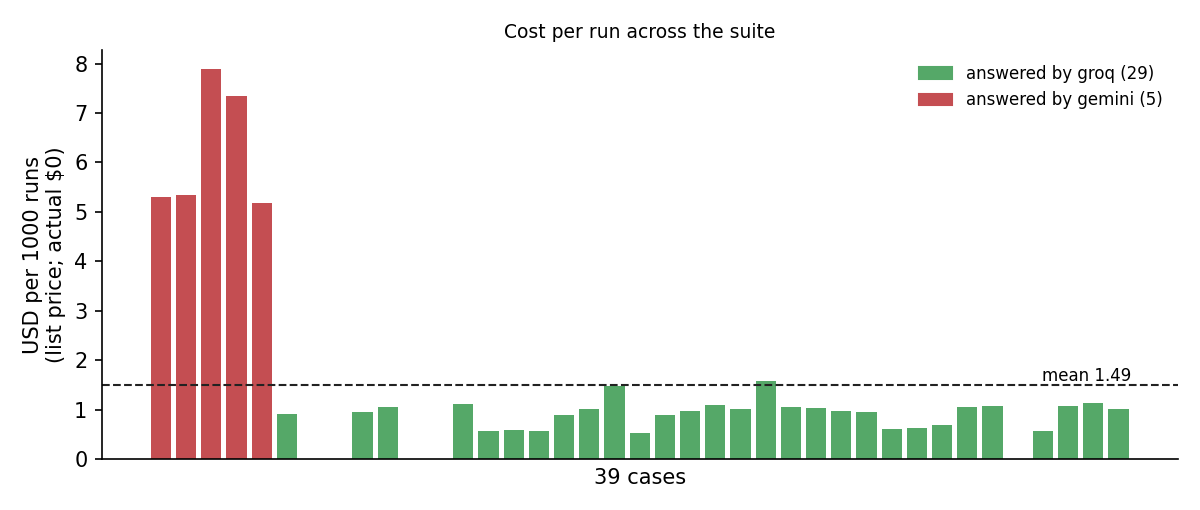 Cost per run across the suite
answered by groq (29)
answered by gemini (5)
USD per 1000 runs
(list price; actual $0)
8
7
6
5
4
3
2
1
0
mean 1.49
39 cases